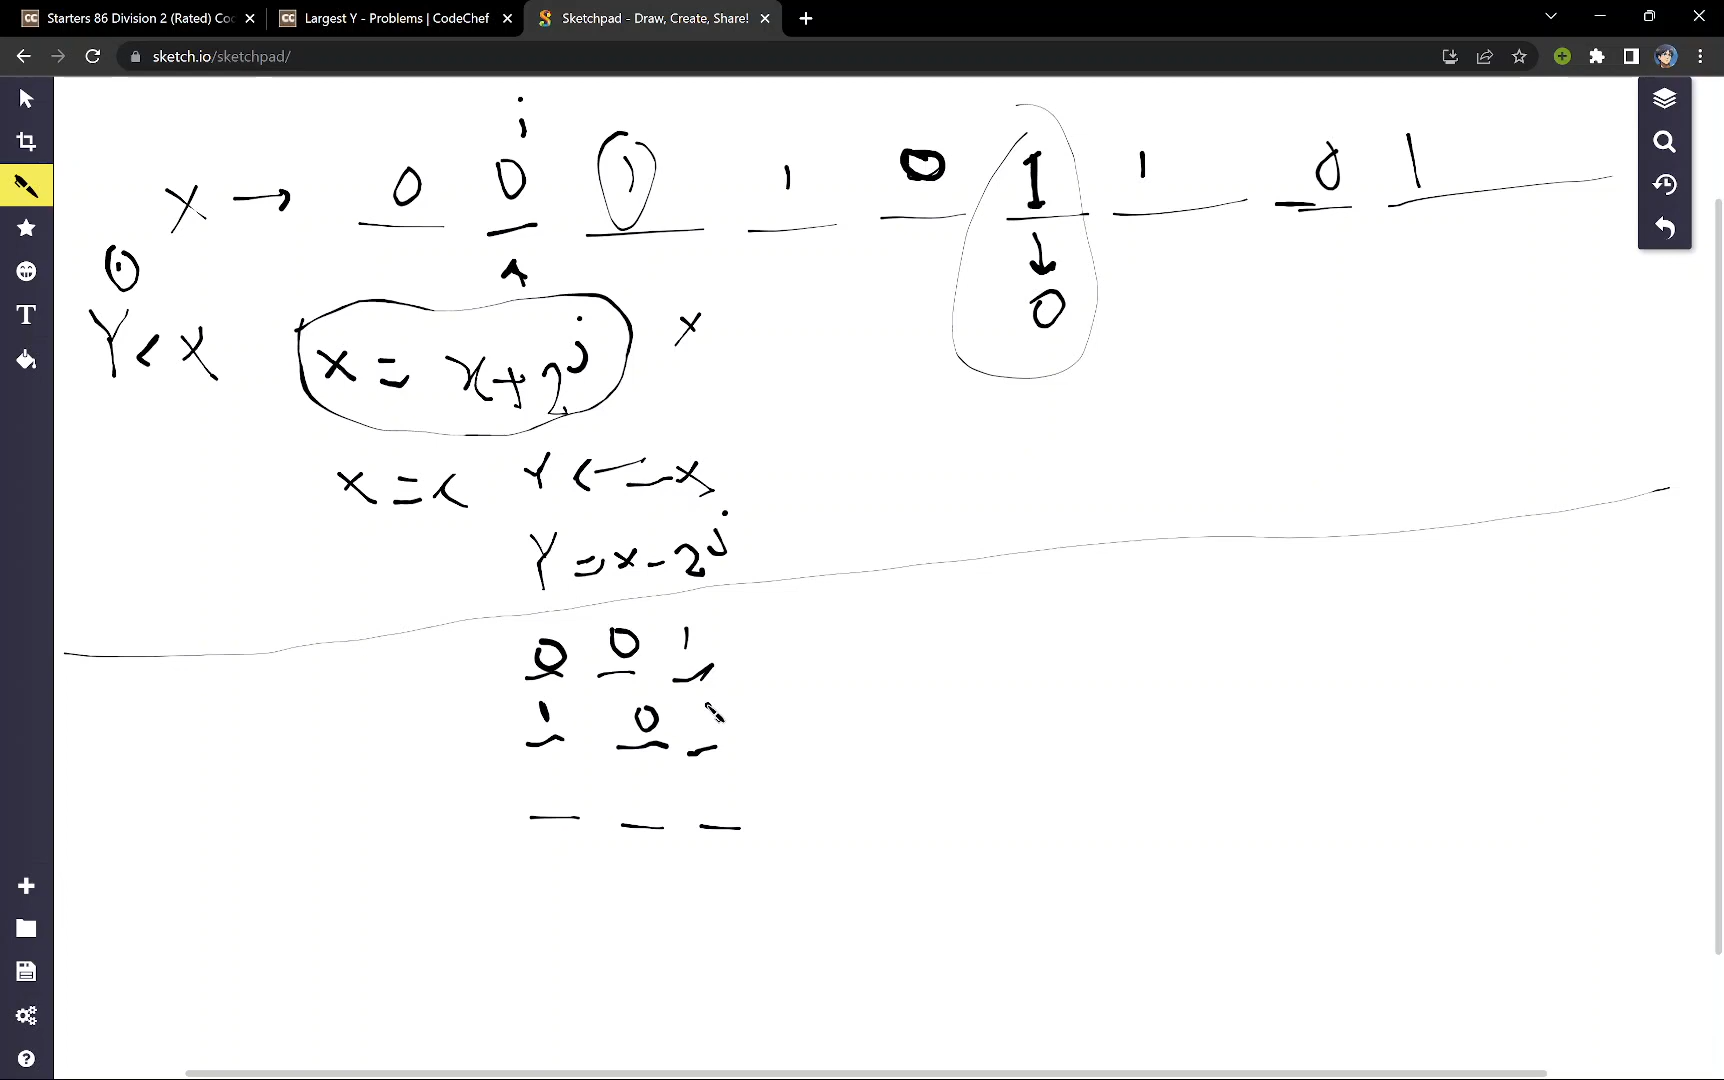 Starters 86 Division 2 (Rated) Co
Largest Y - Problems | CodeChef
Sketchpad - Draw, Create, Share!
sketch.io/sketchpad/
j
X → 0 0 1 1 0 1 1 0 1
0
① 
Y < X
x = x + 2^j
x
x = <
Y < = x
Y = x - 2^j
0 0 1
1 0